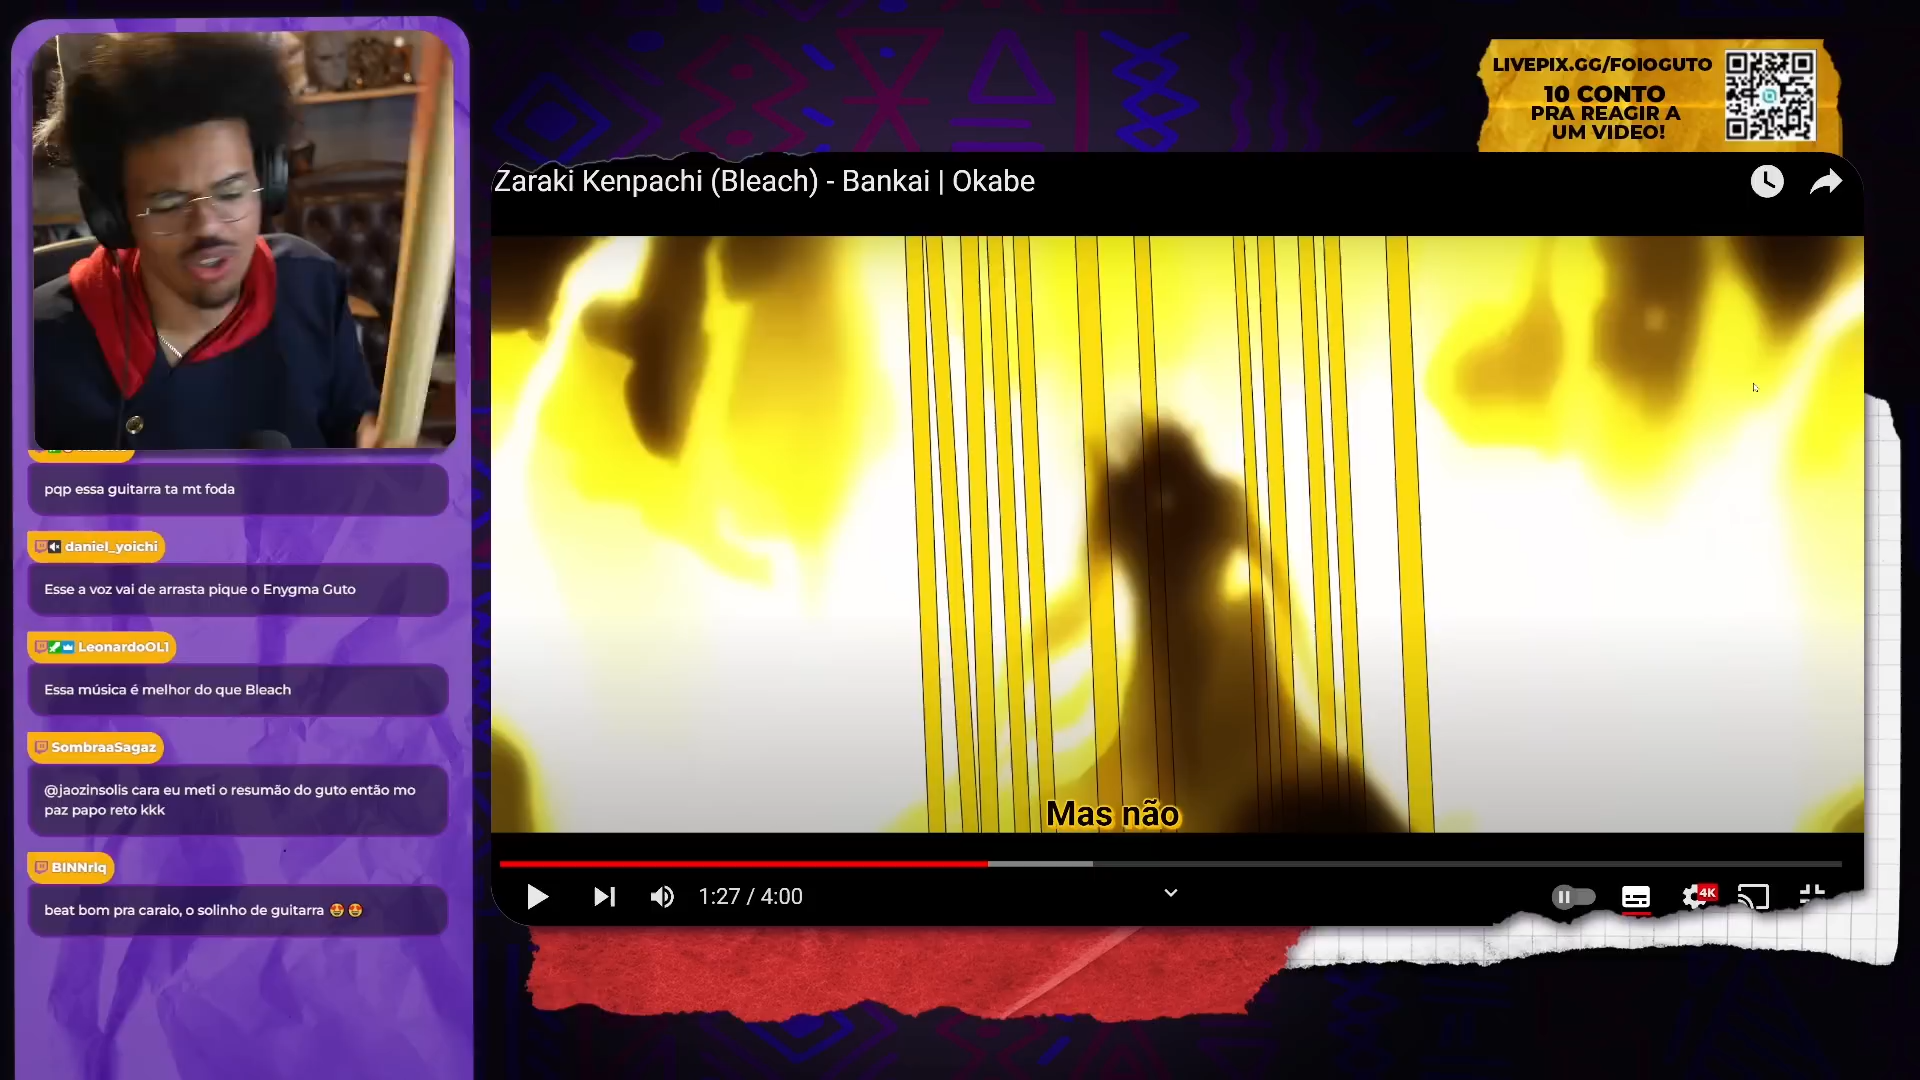 LIVEPIX.GG/FOIOGUTO
10 CONTO
PRA REAGIR A
UM VIDEO!
Zaraki Kenpachi (Bleach) - Bankai | Okabe
pqp essa guitarra ta mt foda
daniel_yoichi
Esse a voz vai de arrasta pique o Enygma Guto
LeonardoOL1
Essa música é melhor do que Bleach
SombraaSagaz
@jaozinsolis cara eu meti o resumão do guto então mo
paz papo reto kkk
BINNrlq
beat bom pra caraio, o solinho de guitarra 😍😍
Mas não
1:27 / 4:00
4K